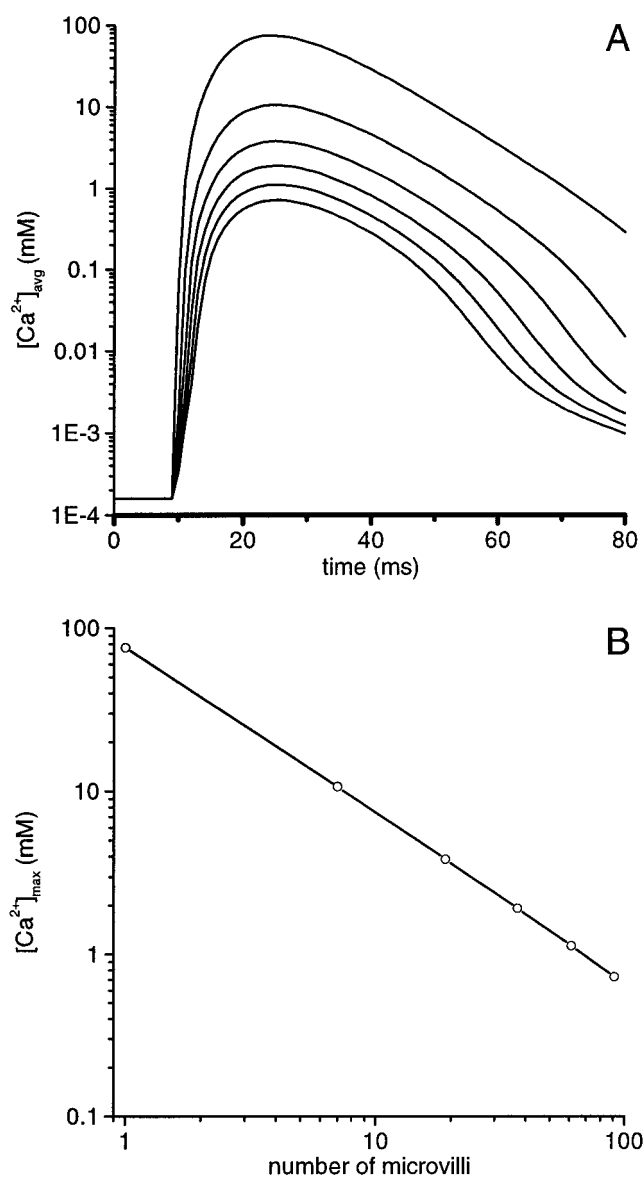 A
100
10
1
0.1
0.01
1E-3
1E-4
[Ca²⁺]avg (mM)
0 20 40 60 80
time (ms)
B
100
10
1
0.1
[Ca²⁺]max (mM)
1 10 100
number of microvilli